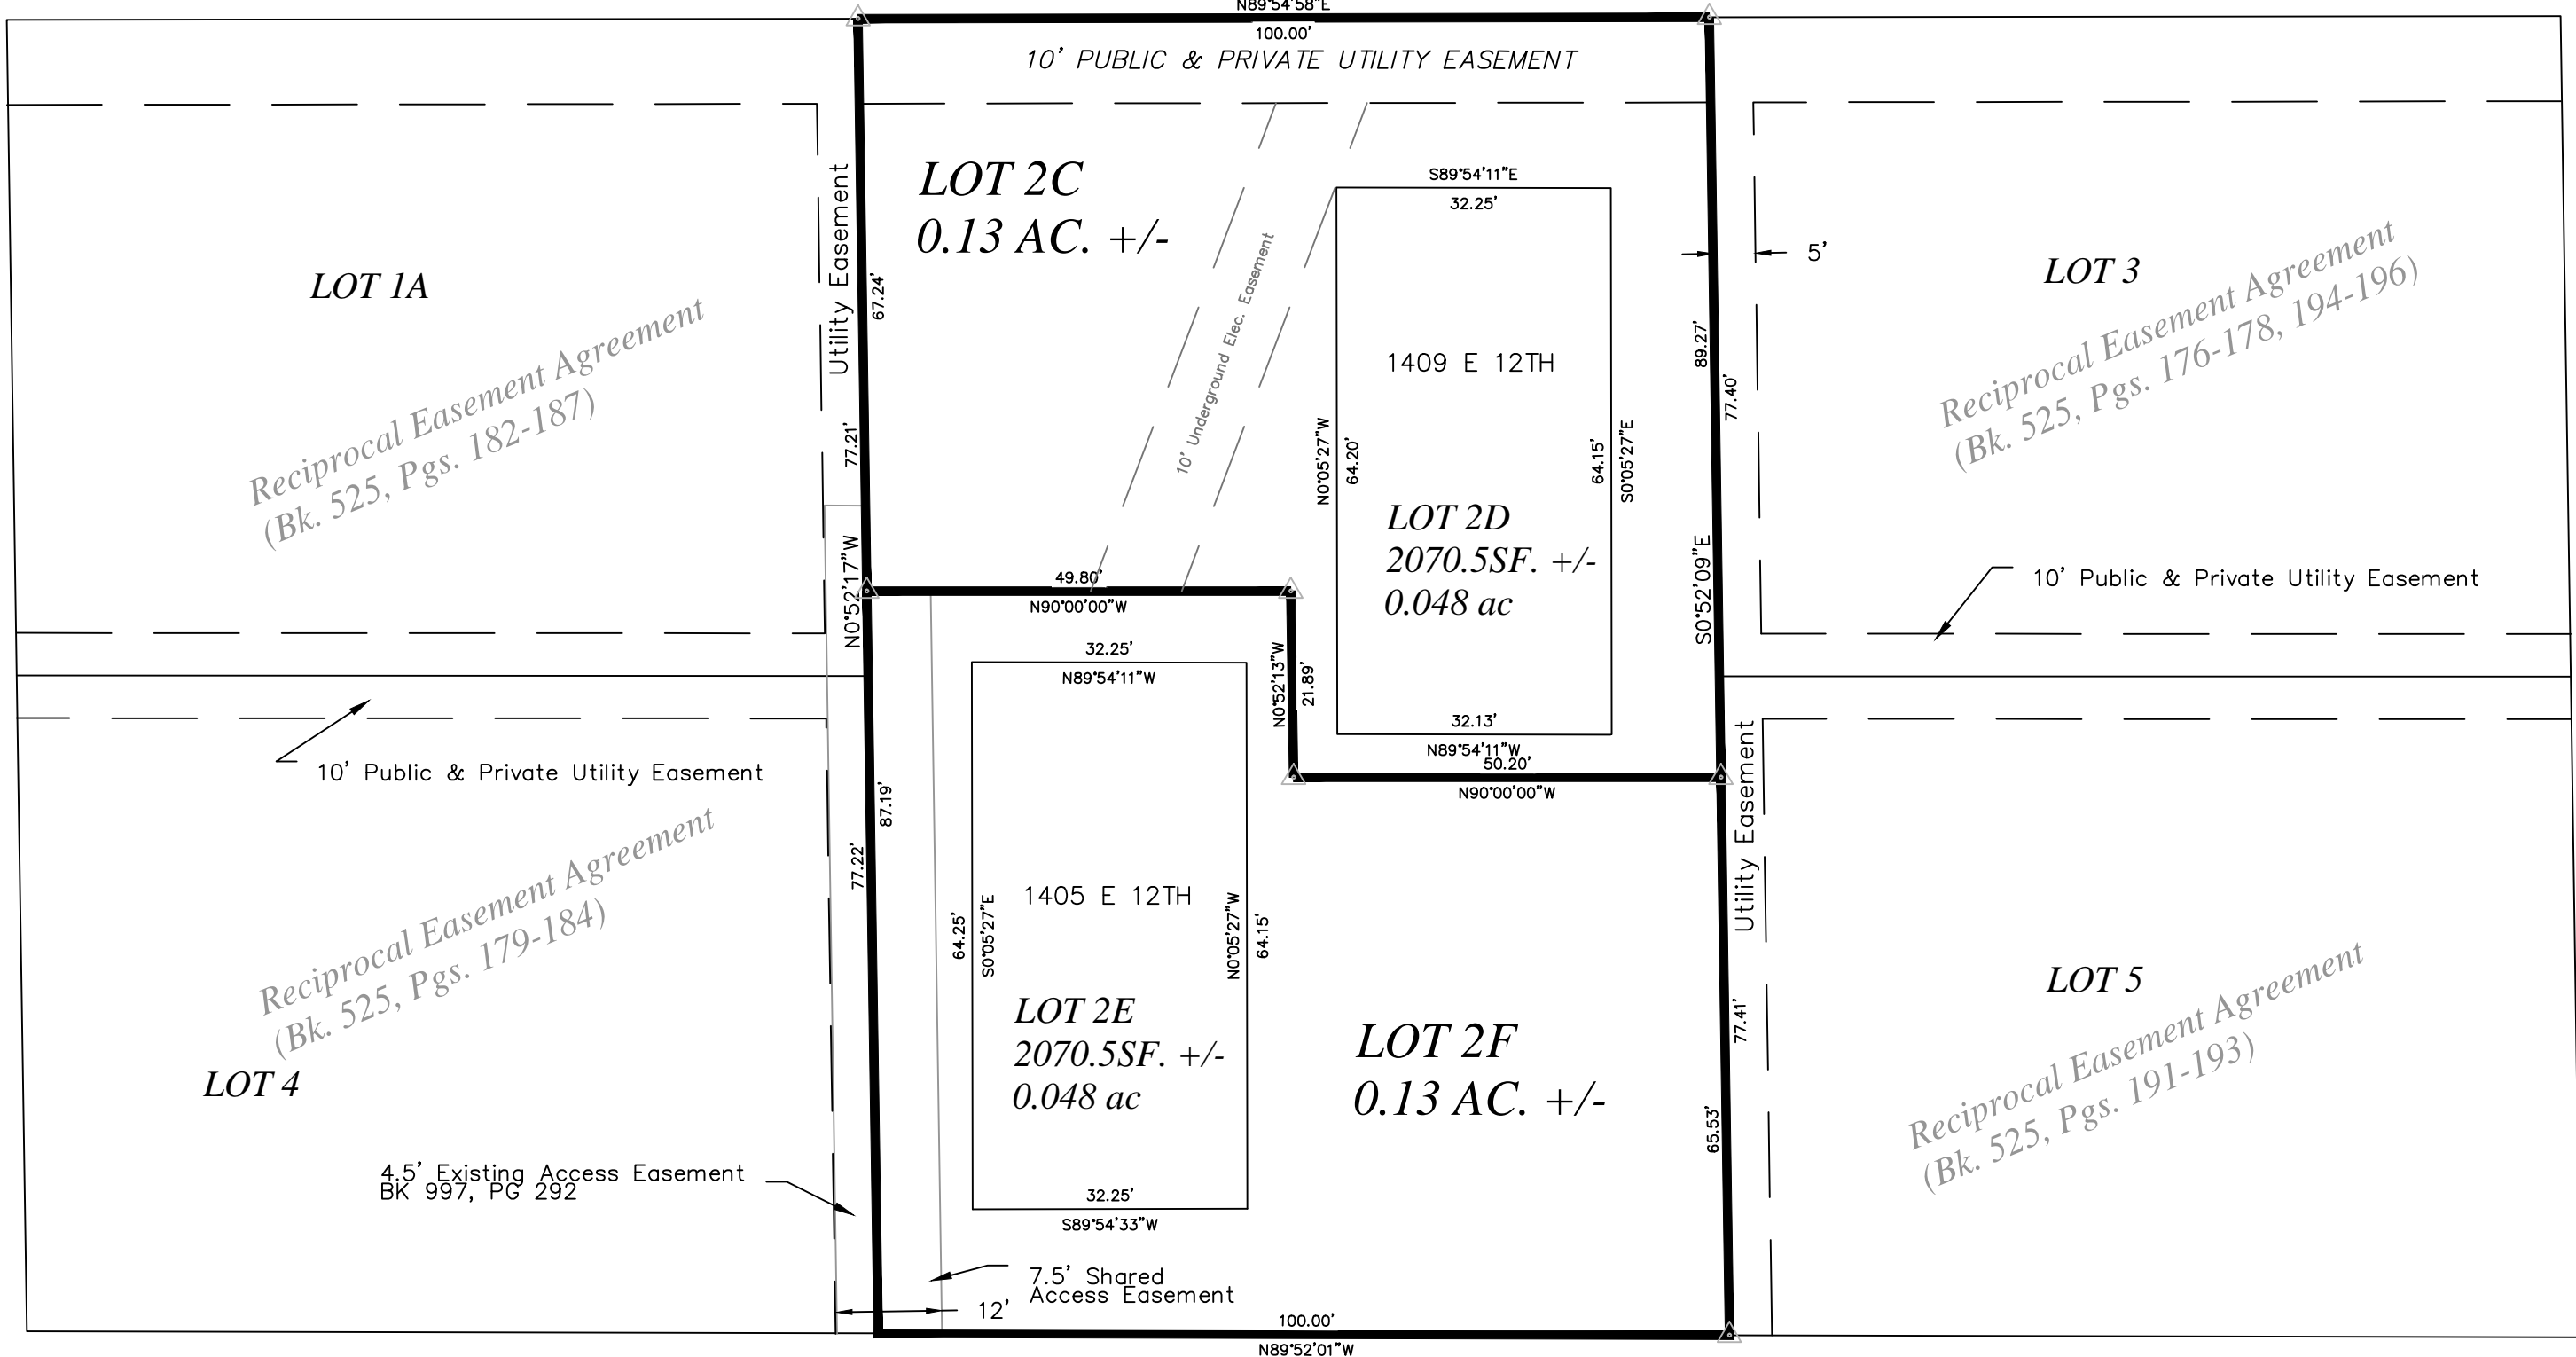 N89°54'58"E
100.00'
10' PUBLIC & PRIVATE UTILITY EASEMENT
LOT 2C
0.13 AC. +/-
Utility Easement
67.24'
77.21'
N0°52'17"W
LOT 1A
Reciprocal Easement Agreement
(Bk. 525, Pgs. 182-187)
10' Underground Elec. Easement
S89°54'11"E
32.25'
1409 E 12TH
N0°05'27"W
64.20'
64.15'
S0°05'27"E
LOT 2D
2070.5SF. +/-
0.048 ac
32.13'
N89°54'11"W
50.20'
N90°00'00"W
89.27'
77.40'
S0°52'09"E
5'
LOT 3
Reciprocal Easement Agreement
(Bk. 525, Pgs. 176-178, 194-196)
10' Public & Private Utility Easement
49.80'
N90°00'00"W
N0°52'13"W
21.89'
32.25'
N89°54'11"W
10' Public & Private Utility Easement
87.19'
77.22'
Reciprocal Easement Agreement
(Bk. 525, Pgs. 179-184)
LOT 4
4.5' Existing Access Easement
BK 997, PG 292
64.25'
S0°05'27"E
1405 E 12TH
N0°05'27"W
64.15'
LOT 2E
2070.5SF. +/-
0.048 ac
32.25'
S89°54'33"W
LOT 2F
0.13 AC. +/-
Utility Easement
77.41'
65.53'
LOT 5
Reciprocal Easement Agreement
(Bk. 525, Pgs. 191-193)
7.5' Shared
Access Easement
12'
100.00'
N89°52'01"W